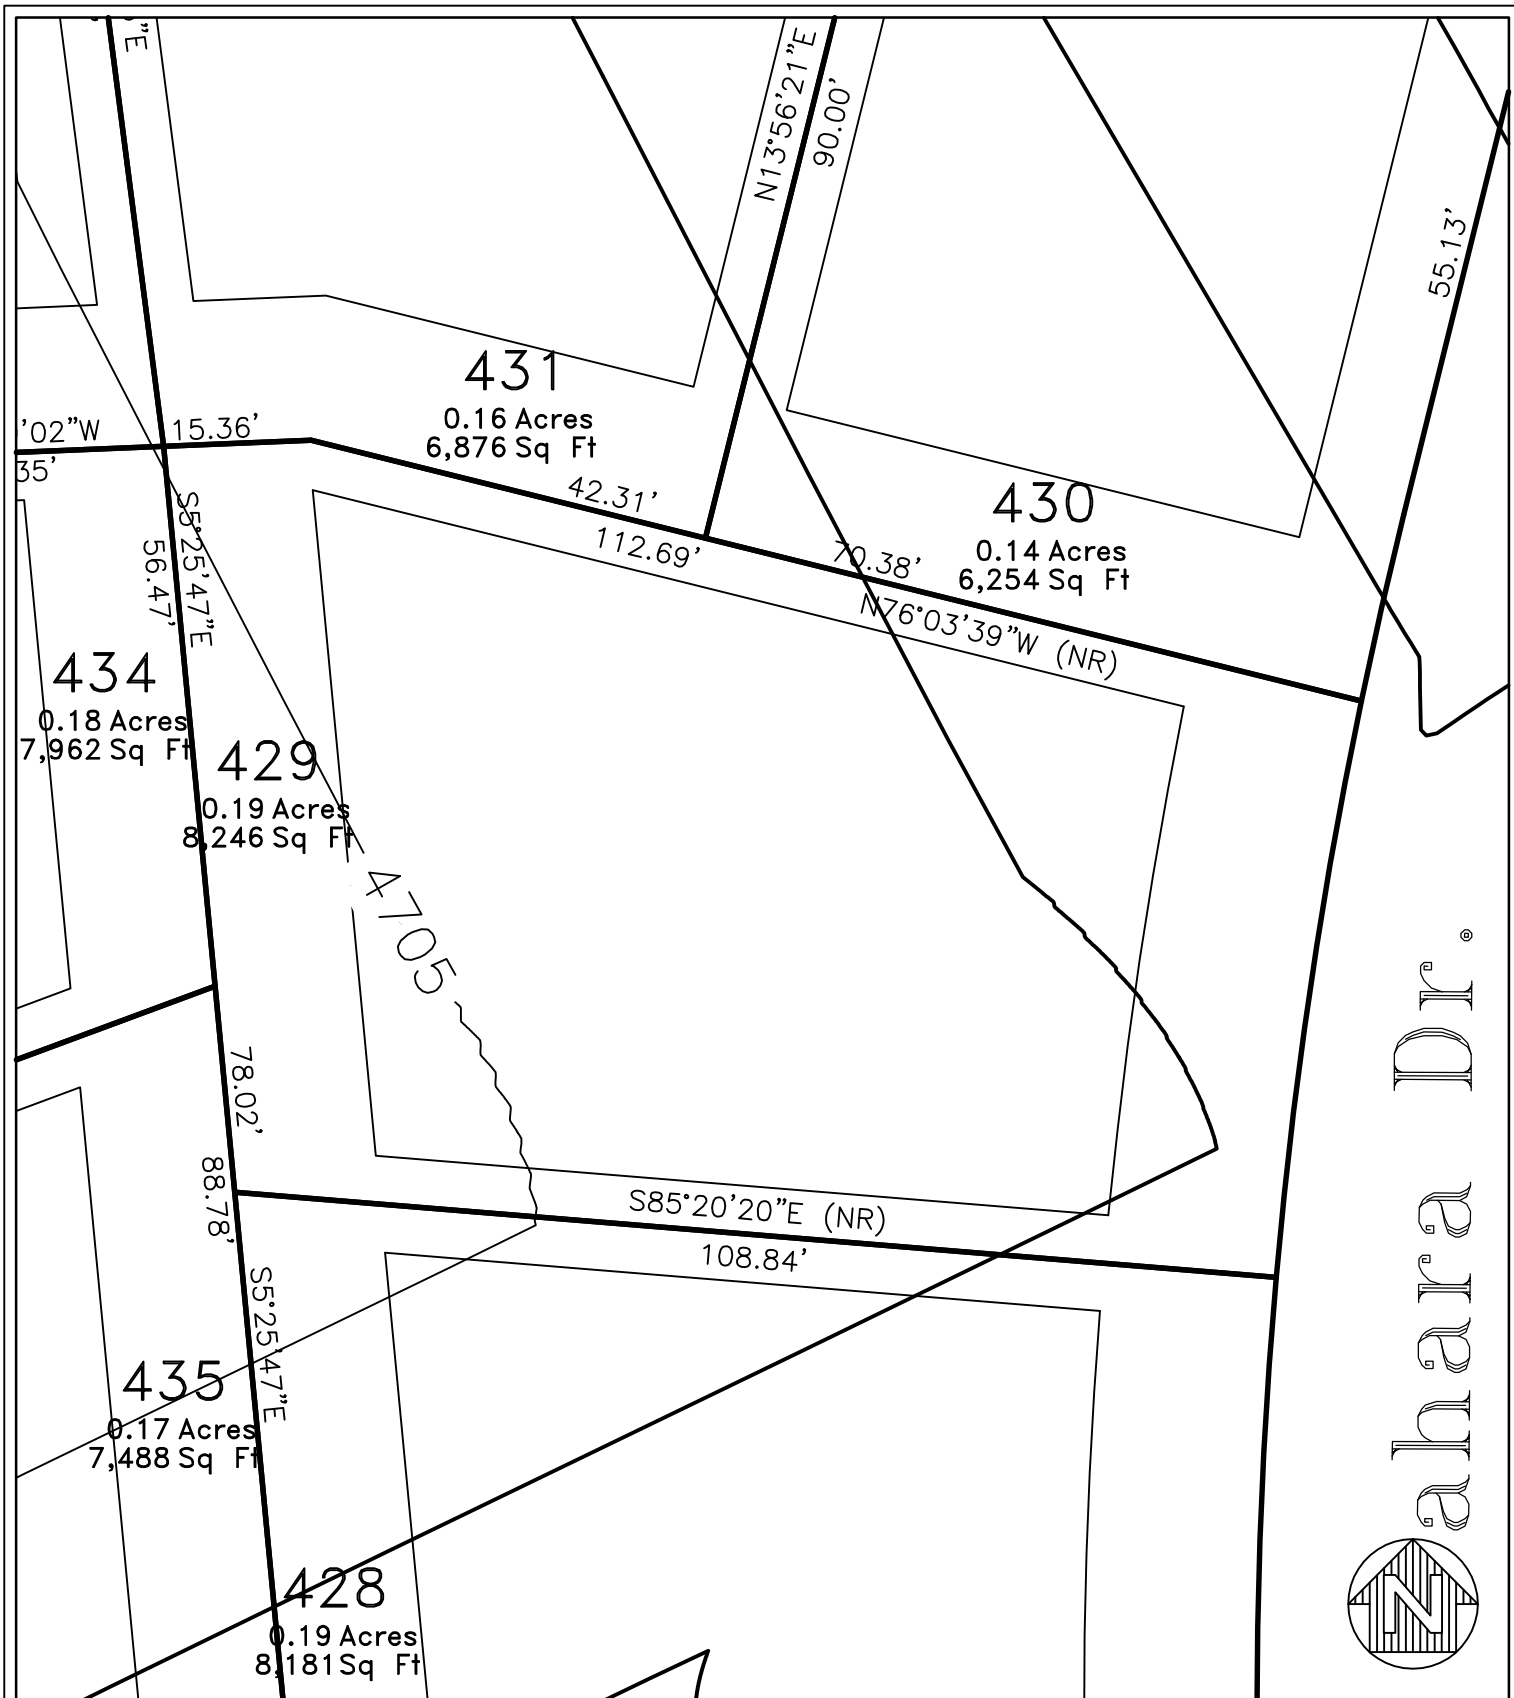 "E
N13°56'21"E
90.00'
55.13'
431
0.16 Acres
6,876 Sq Ft
'02"W
15.36'
35'
42.31'
112.69'
430
0.14 Acres
6,254 Sq Ft
70.38'
N76°03'39"W (NR)
S5°25'47"E
56.47'
434
0.18 Acres
7,962 Sq Ft
429
0.19 Acres
8,246 Sq Ft
4705
78.02'
88.78'
S85°20'20"E (NR)
108.84'
S5°25'47"E
435
0.17 Acres
7,488 Sq Ft
428
0.19 Acres
8,181 Sq Ft
ahara Dr.
N